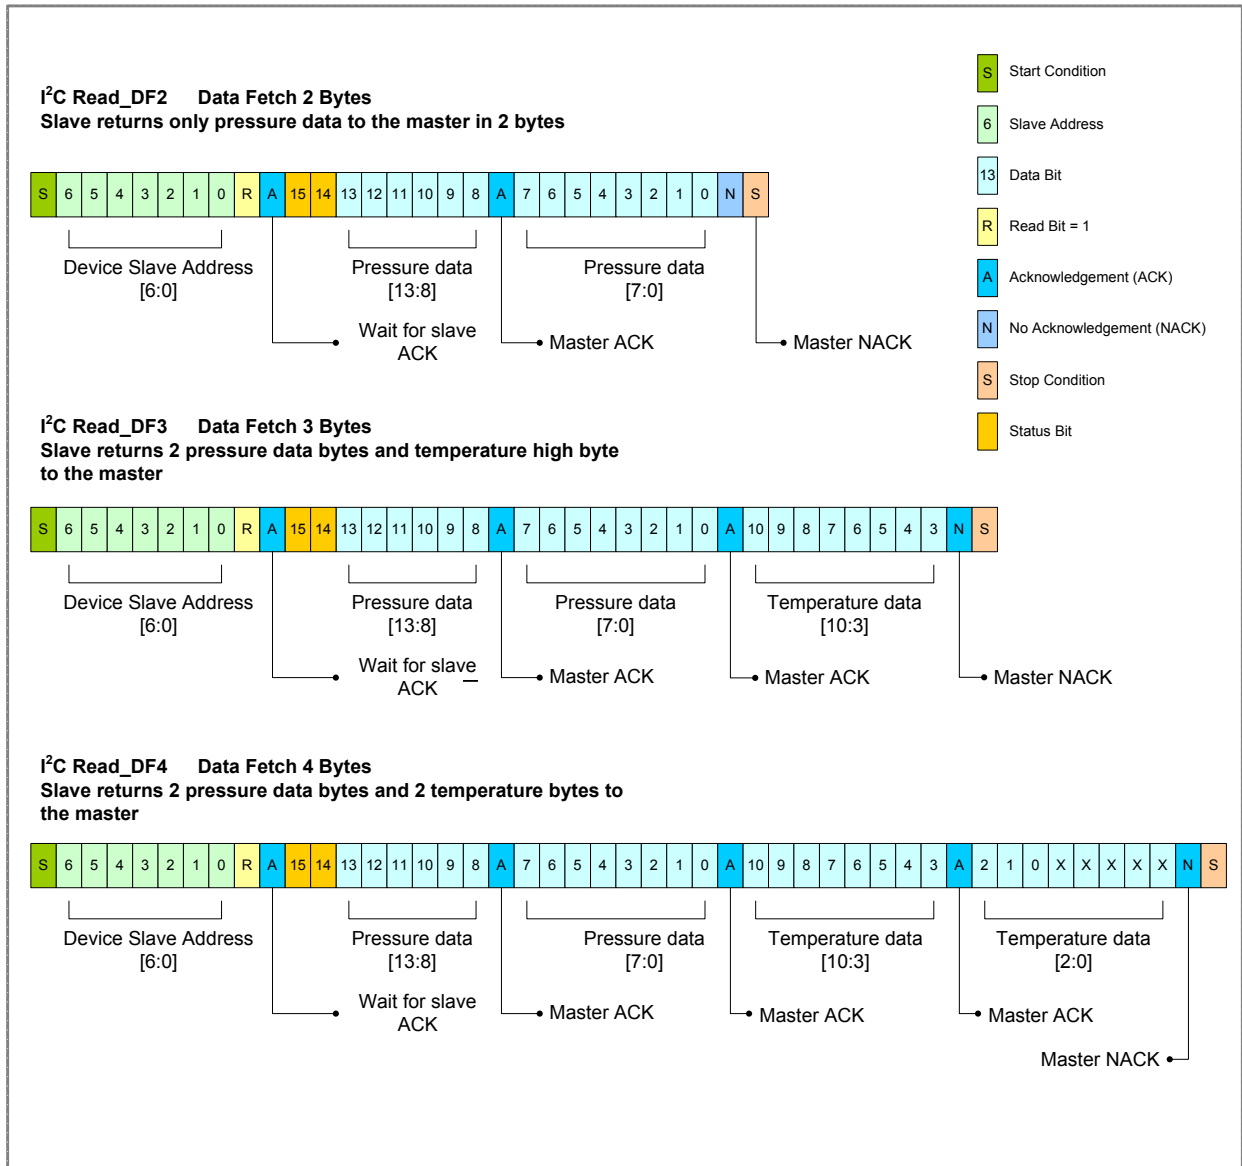 I²C Read_DF2 Data Fetch 2 Bytes
Slave returns only pressure data to the master in 2 bytes
S 6 5 4 3 2 1 0 R A 15 14 13 12 11 10 9 8 A 7 6 5 4 3 2 1 0 N S
Device Slave Address
[6:0]
Pressure data
[13:8]
Pressure data
[7:0]
Wait for slave
ACK
Master ACK
Master NACK
S Start Condition
6 Slave Address
13 Data Bit
R Read Bit = 1
A Acknowledgement (ACK)
N No Acknowledgement (NACK)
S Stop Condition
Status Bit
I²C Read_DF3 Data Fetch 3 Bytes
Slave returns 2 pressure data bytes and temperature high byte
to the master
S 6 5 4 3 2 1 0 R A 15 14 13 12 11 10 9 8 A 7 6 5 4 3 2 1 0 A 10 9 8 7 6 5 4 3 N S
Device Slave Address
[6:0]
Pressure data
[13:8]
Pressure data
[7:0]
Temperature data
[10:3]
Wait for slave
ACK _
Master ACK
Master ACK
Master NACK
I²C Read_DF4 Data Fetch 4 Bytes
Slave returns 2 pressure data bytes and 2 temperature bytes to
the master
S 6 5 4 3 2 1 0 R A 15 14 13 12 11 10 9 8 A 7 6 5 4 3 2 1 0 A 10 9 8 7 6 5 4 3 A 2 1 0 X X X X X N S
Device Slave Address
[6:0]
Pressure data
[13:8]
Pressure data
[7:0]
Temperature data
[10:3]
Temperature data
[2:0]
Wait for slave
ACK
Master ACK
Master ACK
Master ACK
Master NACK